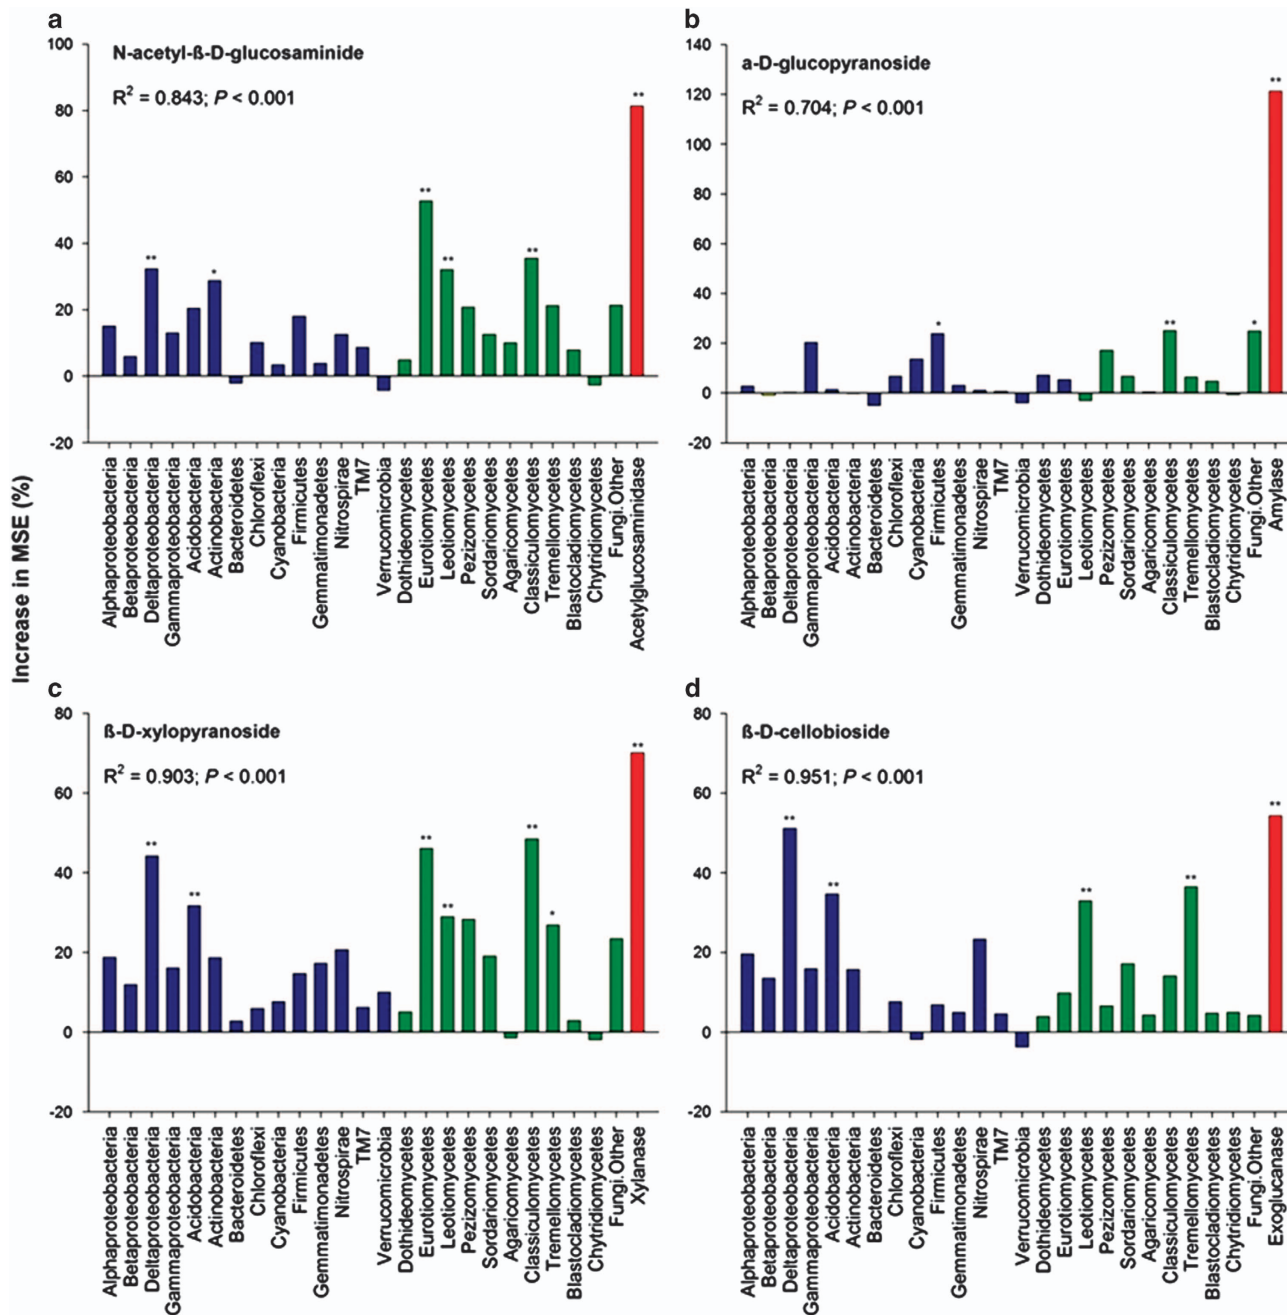 a
N-acetyl-ß-D-glucosaminide
R² = 0.843; P < 0.001
100
80
60
40
20
0
-20
**
*
**
**
**
**
Alphaproteobacteria
Betaproteobacteria
Deltaproteobacteria
Gammaproteobacteria
Acidobacteria
Actinobacteria
Bacteroidetes
Chloroflexi
Cyanobacteria
Firmicutes
Gemmatimonadetes
Nitrospirae
TM7
Verrucomicrobia
Dothideomycetes
Eurotiomycetes
Leotiomycetes
Pezizomycetes
Sordariomycetes
Agaricomycetes
Classiculomycetes
Tremellomycetes
Blastocladiomycetes
Chytridiomycetes
Fungi.Other
Acetylglucosaminidase
b
a-D-glucopyranoside
R² = 0.704; P < 0.001
140
120
100
80
60
40
20
0
-20
*
**
*
**
Alphaproteobacteria
Betaproteobacteria
Deltaproteobacteria
Gammaproteobacteria
Acidobacteria
Actinobacteria
Bacteroidetes
Chloroflexi
Cyanobacteria
Firmicutes
Gemmatimonadetes
Nitrospirae
TM7
Verrucomicrobia
Dothideomycetes
Eurotiomycetes
Leotiomycetes
Pezizomycetes
Sordariomycetes
Agaricomycetes
Classiculomycetes
Tremellomycetes
Blastocladiomycetes
Chytridiomycetes
Fungi.Other
Amylase
Increase in MSE (%)
c
ß-D-xylopyranoside
R² = 0.903; P < 0.001
80
60
40
20
0
-20
**
**
**
**
**
*
**
Alphaproteobacteria
Betaproteobacteria
Deltaproteobacteria
Gammaproteobacteria
Acidobacteria
Actinobacteria
Bacteroidetes
Chloroflexi
Cyanobacteria
Firmicutes
Gemmatimonadetes
Nitrospirae
TM7
Verrucomicrobia
Dothideomycetes
Eurotiomycetes
Leotiomycetes
Pezizomycetes
Sordariomycetes
Agaricomycetes
Classiculomycetes
Tremellomycetes
Blastocladiomycetes
Chytridiomycetes
Fungi.Other
Xylanase
d
ß-D-cellobioside
R² = 0.951; P < 0.001
80
60
40
20
0
-20
**
**
**
**
**
Alphaproteobacteria
Betaproteobacteria
Deltaproteobacteria
Gammaproteobacteria
Acidobacteria
Actinobacteria
Bacteroidetes
Chloroflexi
Cyanobacteria
Firmicutes
Gemmatimonadetes
Nitrospirae
TM7
Verrucomicrobia
Dothideomycetes
Eurotiomycetes
Leotiomycetes
Pezizomycetes
Sordariomycetes
Agaricomycetes
Classiculomycetes
Tremellomycetes
Blastocladiomycetes
Chytridiomycetes
Fungi.Other
Exoglucanase